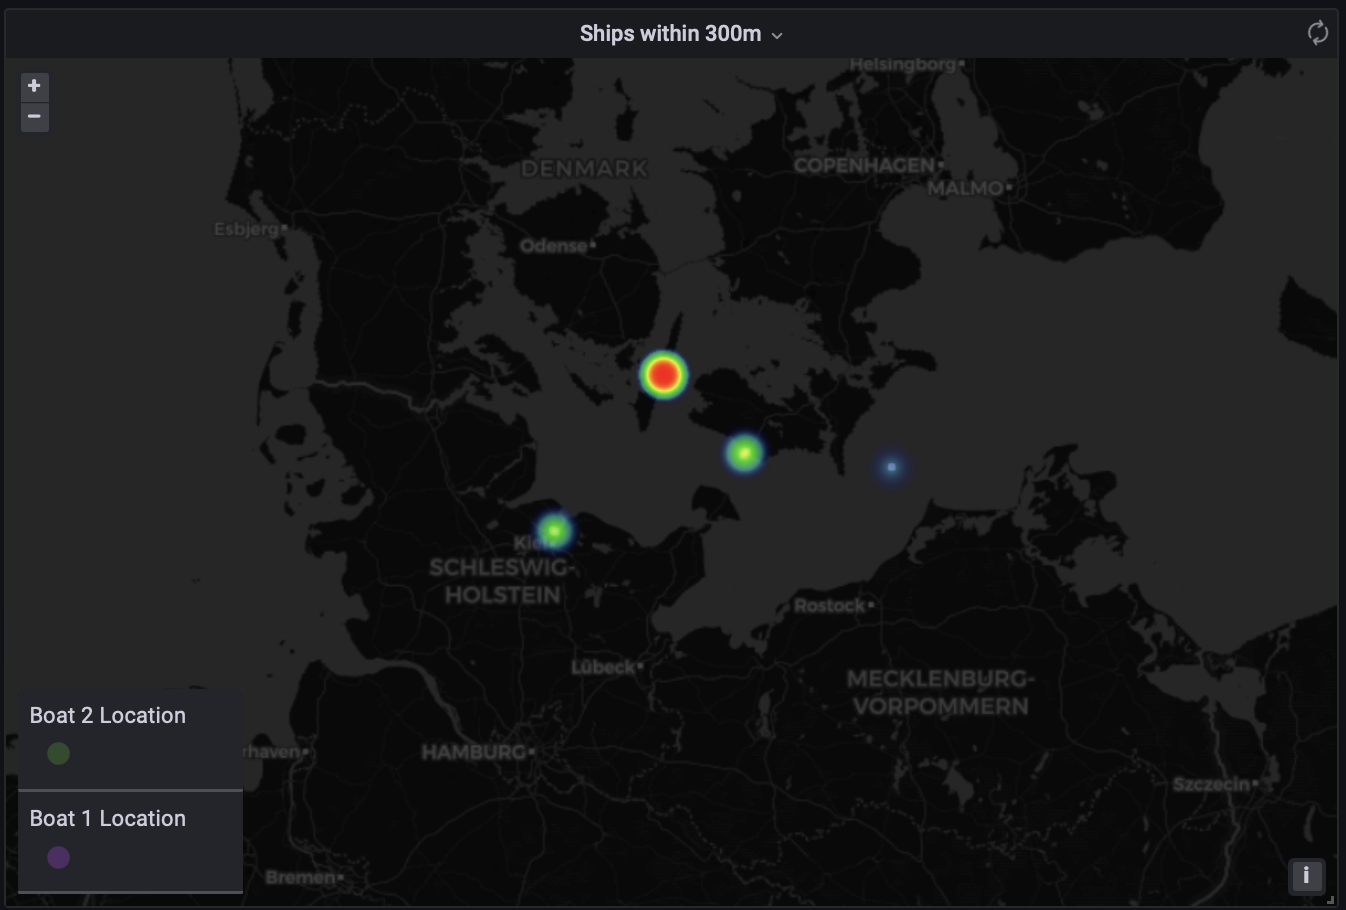 Ships within 300m
+
−
Helsingborg
DENMARK
COPENHAGEN
MALMO
Esbjerg
Odense
SCHLESWIG-
HOLSTEIN
Rostock
Lübeck
MECKLENBURG-
VORPOMMERN
Boat 2 Location
rhaven
HAMBURG
Szczecin
Boat 1 Location
Bremen
i